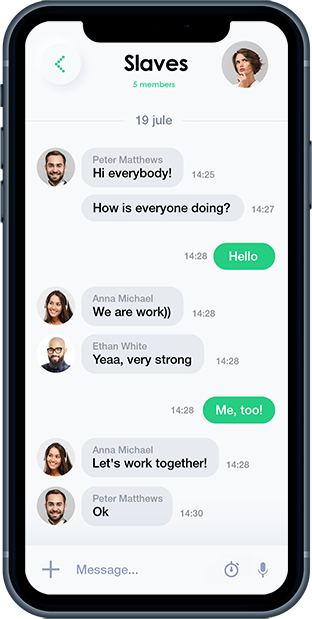 Slaves
5 members
19 jule
Peter Matthews
Hi everybody!
14:25
How is everyone doing?
14:27
14:28
Hello
Anna Michael
We are work))
14:28
Ethan White
Yeaa, very strong
14:28
14:28
Me, too!
Anna Michael
Let's work together!
14:28
Peter Matthews
Ok
14:30
Message...